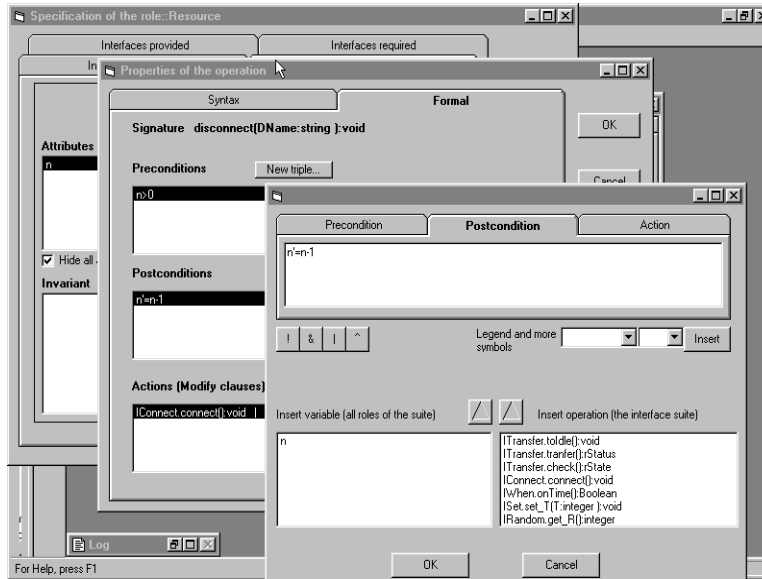 Specification of the role::Resource
Interfaces provided
Interfaces required
In
Properties of the operation
Syntax
Formal
Signature disconnect(DName:string ):void
OK
Attributes
n
Preconditions
New triple...
Cancel
n>0
Precondition
Postcondition
Action
n'=n-1
Hide all
Invariant
Postconditions
n'=n-1
! & | ^
Legend and more
symbols
Insert
Actions (Modify clauses)
IConnect.connect():void |
Insert variable (all roles of the suite)
Insert operation (the interface suite)
n
ITransfer.toIdle():void
ITransfer.tranfer():rStatus
ITransfer.check():rState
IConnect.connect():void
IWhen.onTime():Boolean
ISet.set_T(T:integer ):void
IRandom.get_R():integer
Log
OK
Cancel
For Help, press F1